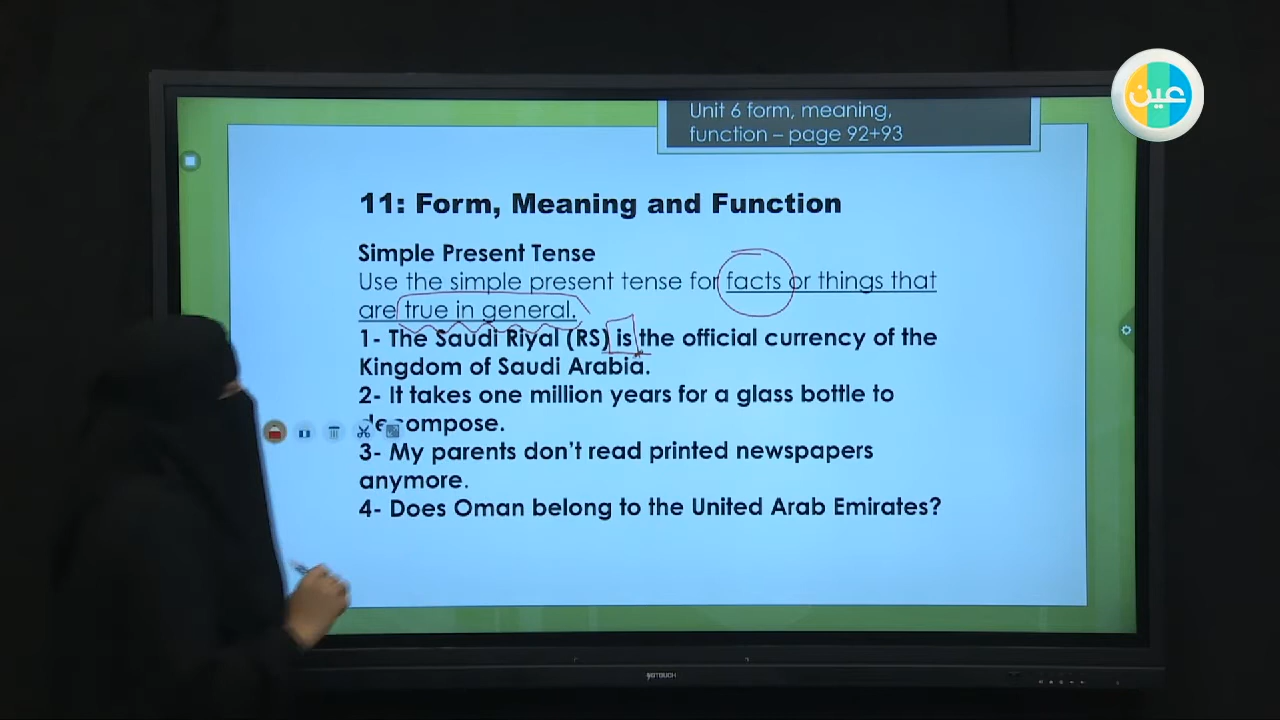 عين
Unit 6 form, meaning,
function – page 92+93
11: Form, Meaning and Function
Simple Present Tense
Use the simple present tense for facts or things that
are true in general.
1- The Saudi Riyal (RS) is the official currency of the
Kingdom of Saudi Arabia.
2- It takes one million years for a glass bottle to
decompose.
3- My parents don't read printed newspapers
anymore.
4- Does Oman belong to the United Arab Emirates?